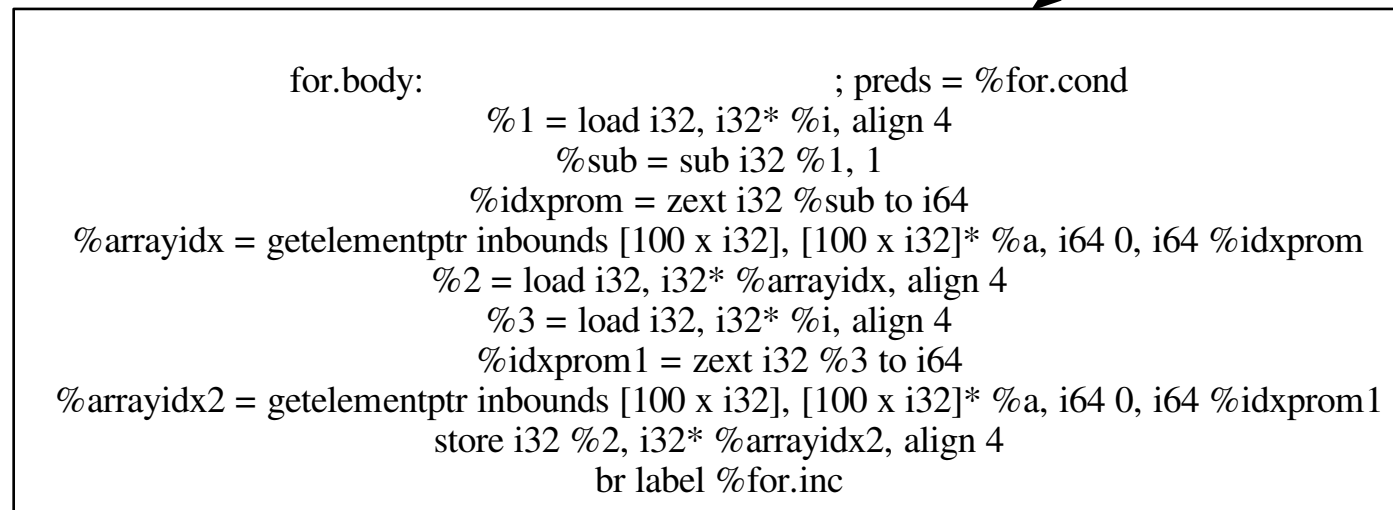 for.body: ; preds = %for.cond
%1 = load i32, i32* %i, align 4
%sub = sub i32 %1, 1
%idxprom = zext i32 %sub to i64
%arrayidx = getelementptr inbounds [100 x i32], [100 x i32]* %a, i64 0, i64 %idxprom
%2 = load i32, i32* %arrayidx, align 4
%3 = load i32, i32* %i, align 4
%idxprom1 = zext i32 %3 to i64
%arrayidx2 = getelementptr inbounds [100 x i32], [100 x i32]* %a, i64 0, i64 %idxprom1
store i32 %2, i32* %arrayidx2, align 4
br label %for.inc